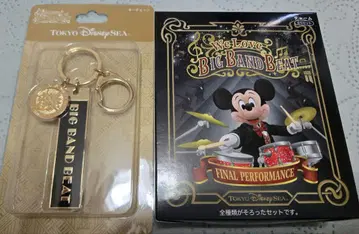 TOKYO DISNEYSEA
BIG BAND BEAT
We Love
BIG BAND BEAT
FINAL PERFORMANCE
TOKYO DISNEYSEA
全種類がそろったセットです。